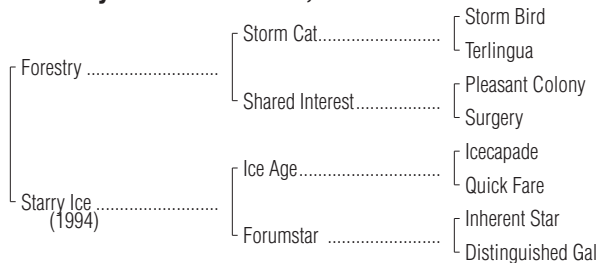 Storm Bird
Storm Cat
Terlingua
Forestry
Pleasant Colony
Shared Interest
Surgery
Icecapade
Ice Age
Quick Fare
Starry Ice
(1994)
Inherent Star
Forumstar
Distinguished Gal